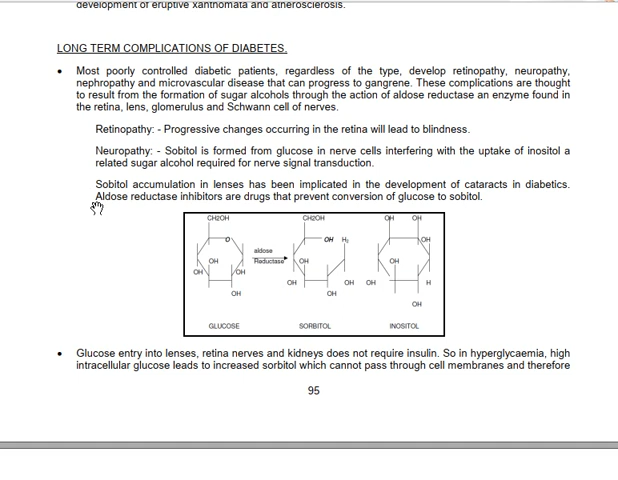 development of eruptive xanthomata and atherosclerosis.
LONG TERM COMPLICATIONS OF DIABETES.
• Most poorly controlled diabetic patients, regardless of the type, develop retinopathy, neuropathy,
nephropathy and microvascular disease that can progress to gangrene. These complications are thought
to result from the formation of sugar alcohols through the action of aldose reductase an enzyme found in
the retina, lens, glomerulus and Schwann cell of nerves.
Retinopathy: - Progressive changes occurring in the retina will lead to blindness.
Neuropathy: - Sobitol is formed from glucose in nerve cells interfering with the uptake of inositol a
related sugar alcohol required for nerve signal transduction.
Sobitol accumulation in lenses has been implicated in the development of cataracts in diabetics.
Aldose reductase inhibitors are drugs that prevent conversion of glucose to sobitol.
CH2OH CH2OH OH OH
O OH H₂ OH
aldose
OH Reductase OH OH
OH OH
OH OH OH H
OH OH
OH
GLUCOSE SORBITOL INOSITOL
• Glucose entry into lenses, retina nerves and kidneys does not require insulin. So in hyperglycaemia, high
intracellular glucose leads to increased sorbitol which cannot pass through cell membranes and therefore
95